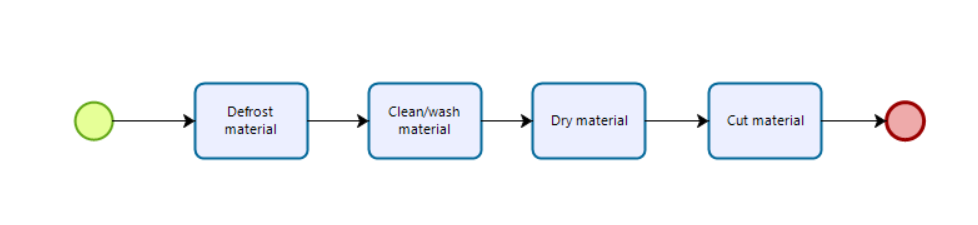 Defrost
material
Clean/wash
material
Dry material
Cut material